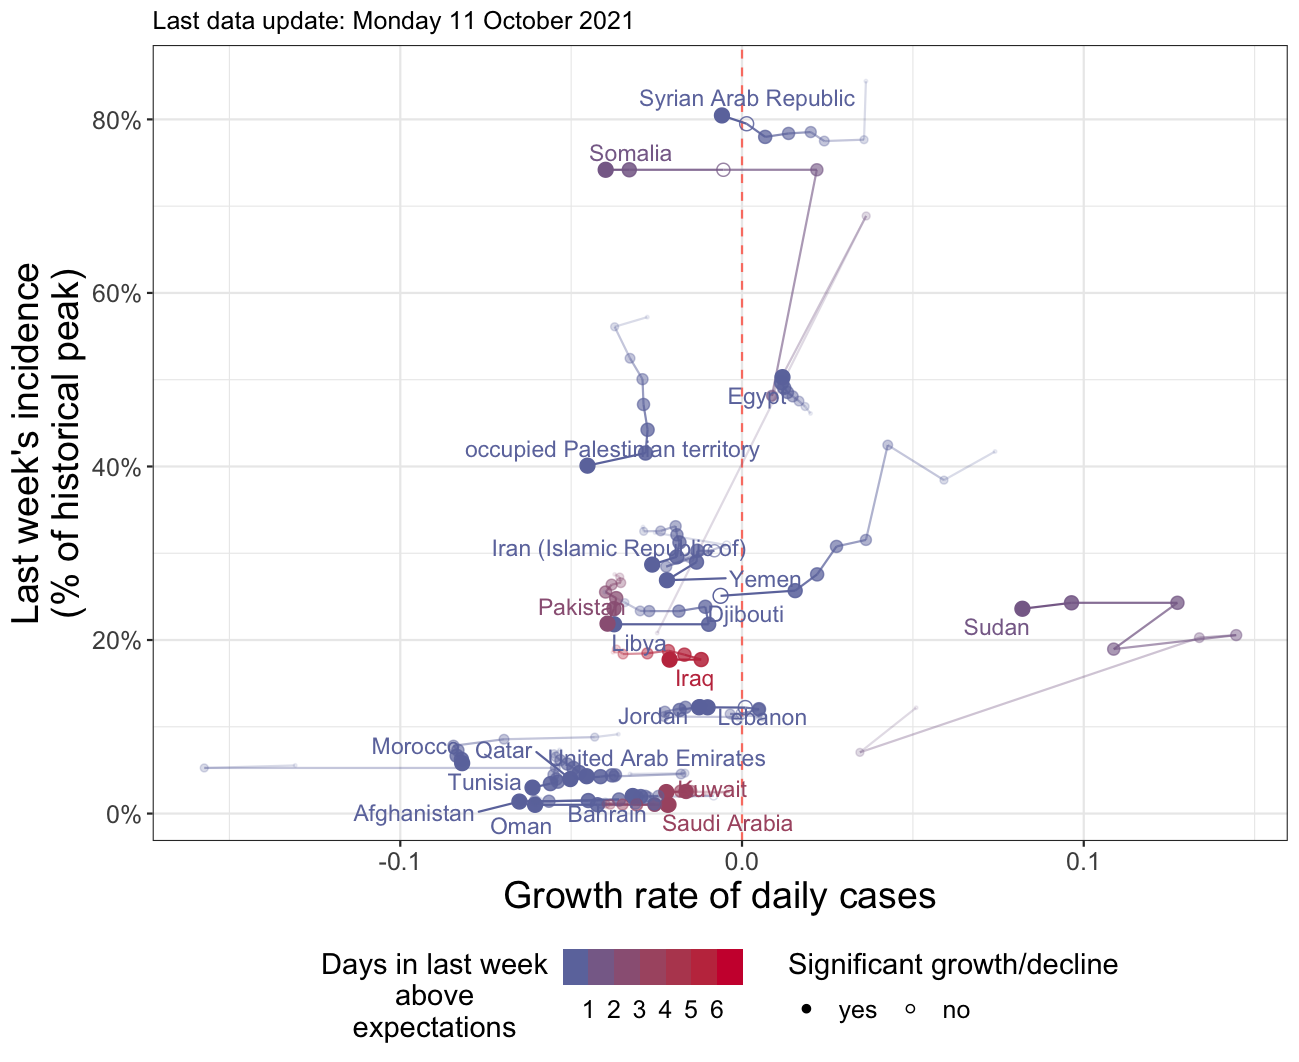 Last data update: Monday 11 October 2021
Last week's incidence
(% of historical peak)
80%
60%
40%
20%
0%
Syrian Arab Republic
Somalia
Egypt
occupied Palestinian territory
Iran (Islamic Republic of)
Yemen
Pakistan
Djibouti
Sudan
Libya
Iraq
Jordan
Lebanon
Morocco
Qatar
United Arab Emirates
Tunisia
Kuwait
Afghanistan
Bahrain
Oman
Saudi Arabia
-0.1
0.0
0.1
Growth rate of daily cases
Days in last week
above
expectations
1 2 3 4 5 6
Significant growth/decline
yes
no